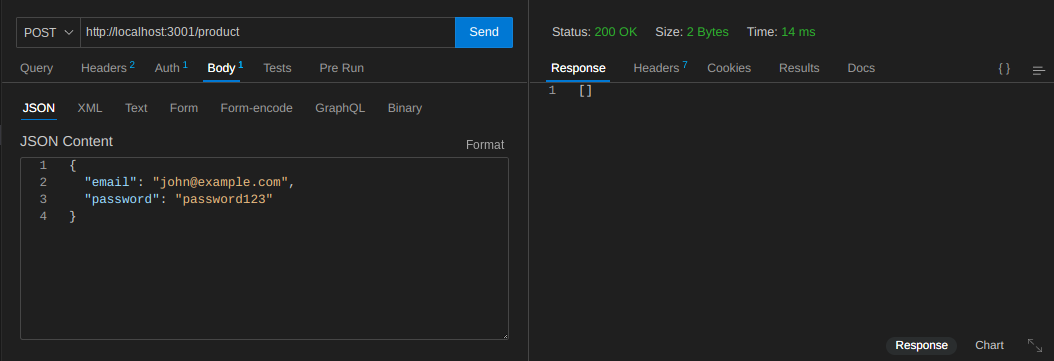 POST http://localhost:3001/product Send
Query Headers 2 Auth 1 Body 1 Tests Pre Run
JSON XML Text Form Form-encode GraphQL Binary
JSON Content Format
1 {
2 "email": "john@example.com",
3 "password": "password123"
4 }
Status: 200 OK Size: 2 Bytes Time: 14 ms
Response Headers 7 Cookies Results Docs { }
1 []
Response Chart